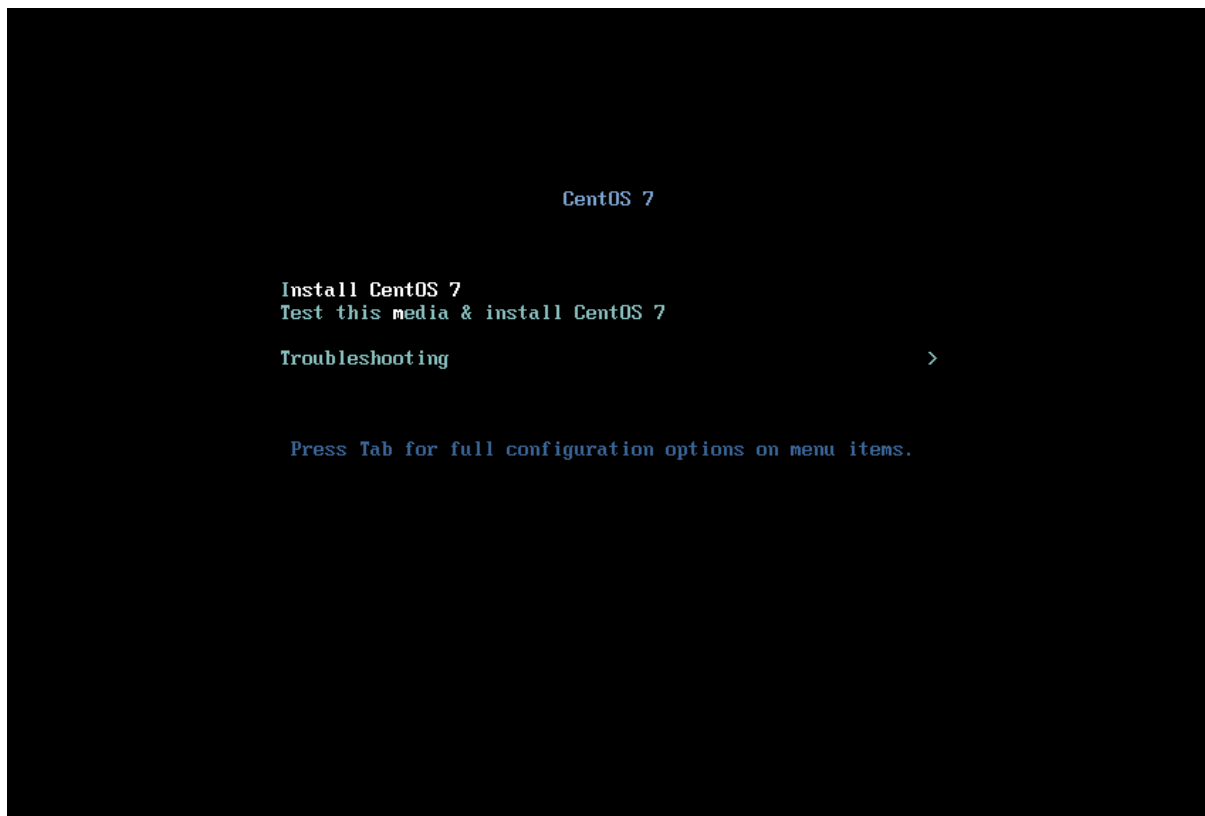 CentOS 7
Install CentOS 7
Test this media & install CentOS 7
Troubleshooting >
Press Tab for full configuration options on menu items.